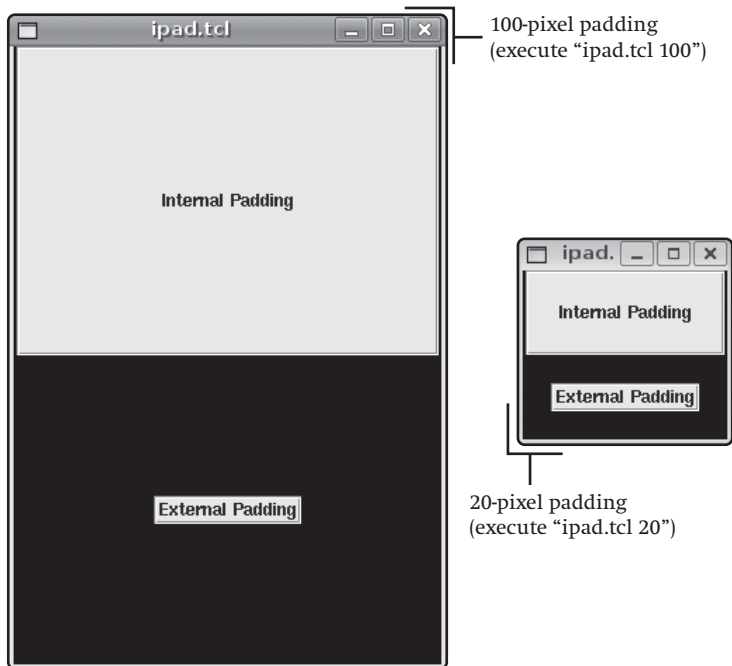 ipad.tcl
100-pixel padding
(execute “ipad.tcl 100”)
Internal Padding
External Padding
ipad.
Internal Padding
External Padding
20-pixel padding
(execute “ipad.tcl 20”)